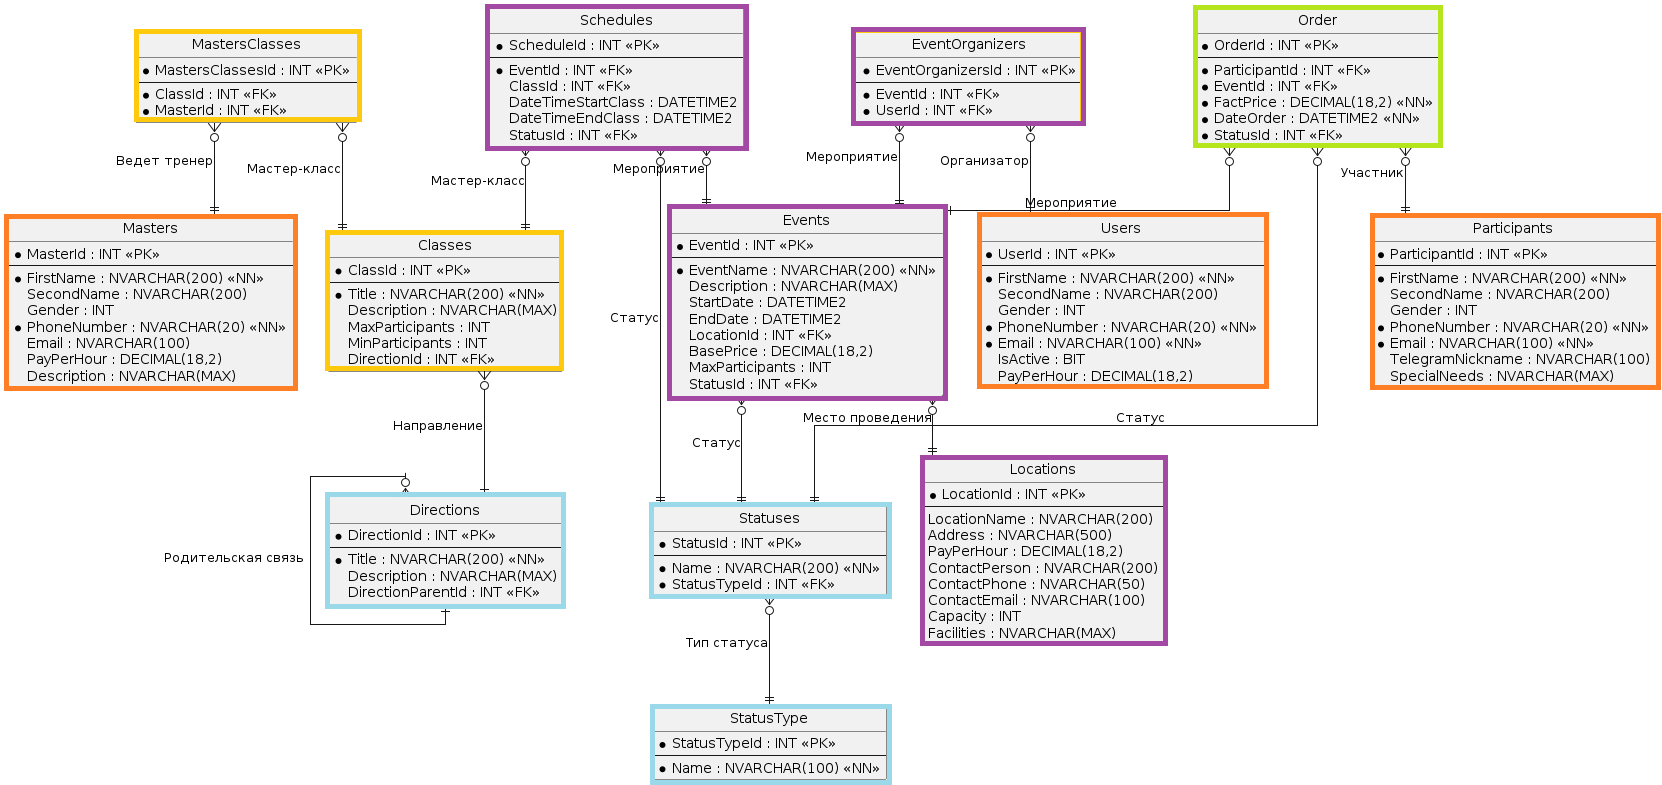 MastersClasses
MastersClassesId : INT «PK»
ClassId : INT «FK»
MasterId : INT «FK»
Schedules
ScheduleId : INT «PK»
EventId : INT «FK»
ClassId : INT «FK»
DateTimeStartClass : DATETIME2
DateTimeEndClass : DATETIME2
StatusId : INT «FK»
EventOrganizers
EventOrganizersId : INT «PK»
EventId : INT «FK»
UserId : INT «FK»
Order
OrderId : INT «PK»
ParticipantId : INT «FK»
EventId : INT «FK»
FactPrice : DECIMAL(18,2) «NN»
DateOrder : DATETIME2 «NN»
StatusId : INT «FK»
Ведет тренер
Мастер-класс
Мастер-класс
Мероприятие
Мероприятие
Организатор
Участник
Мероприятие
Masters
MasterId : INT «PK»
FirstName : NVARCHAR(200) «NN»
SecondName : NVARCHAR(200)
Gender : INT
PhoneNumber : NVARCHAR(20) «NN»
Email : NVARCHAR(100)
PayPerHour : DECIMAL(18,2)
Description : NVARCHAR(MAX)
Classes
ClassId : INT «PK»
Title : NVARCHAR(200) «NN»
Description : NVARCHAR(MAX)
MaxParticipants : INT
MinParticipants : INT
DirectionId : INT «FK»
Статус
Events
EventId : INT «PK»
EventName : NVARCHAR(200) «NN»
Description : NVARCHAR(MAX)
StartDate : DATETIME2
EndDate : DATETIME2
LocationId : INT «FK»
BasePrice : DECIMAL(18,2)
MaxParticipants : INT
StatusId : INT «FK»
Users
UserId : INT «PK»
FirstName : NVARCHAR(200) «NN»
SecondName : NVARCHAR(200)
Gender : INT
PhoneNumber : NVARCHAR(20) «NN»
Email : NVARCHAR(100) «NN»
IsActive : BIT
PayPerHour : DECIMAL(18,2)
Participants
ParticipantId : INT «PK»
FirstName : NVARCHAR(200) «NN»
SecondName : NVARCHAR(200)
Gender : INT
PhoneNumber : NVARCHAR(20) «NN»
Email : NVARCHAR(100) «NN»
TelegramNickname : NVARCHAR(100)
SpecialNeeds : NVARCHAR(MAX)
Направление
Статус
Место проведения
Статус
Родительская связь
Directions
DirectionId : INT «PK»
Title : NVARCHAR(200) «NN»
Description : NVARCHAR(MAX)
DirectionParentId : INT «FK»
Statuses
StatusId : INT «PK»
Name : NVARCHAR(200) «NN»
StatusTypeId : INT «FK»
Locations
LocationId : INT «PK»
LocationName : NVARCHAR(200)
Address : NVARCHAR(500)
PayPerHour : DECIMAL(18,2)
ContactPerson : NVARCHAR(200)
ContactPhone : NVARCHAR(50)
ContactEmail : NVARCHAR(100)
Capacity : INT
Facilities : NVARCHAR(MAX)
Тип статуса
StatusType
StatusTypeId : INT «PK»
Name : NVARCHAR(100) «NN»